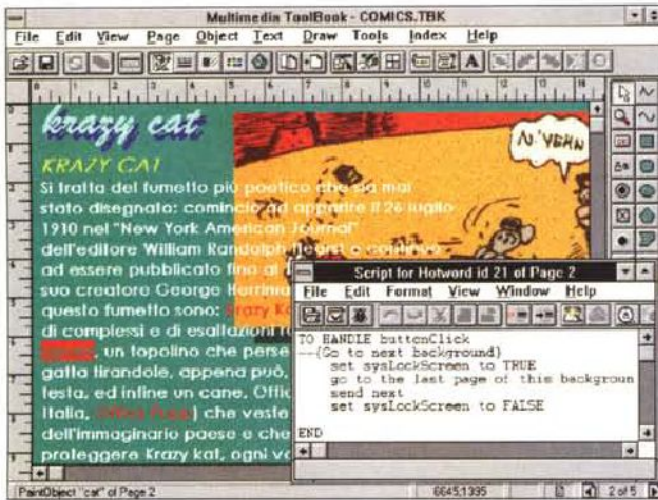 Multimedia ToolBook - COMICS.TBK
File Edit View Page Object Text Draw Tools Index Help
krazy cat
KRAZY CAT
Si tratta del fumetto più poetico che sia mai
stato disegnato: cominciò ad apparire il 26 luglio
1910 nel "New York American Journal"
dell'editore William Randolph Hearst e continuò
ad essere pubblicato fino al
suo creatore George Herriman
questo fumetto sono: Krazy
di complessi e di esaltazioni
, un topolino che perse
gatta tirandole, appena può,
testa, ed infine un cane, Offic
Italia, ) che veste
dell'immaginario paese e che
proteggere Krazy kat, ogni vo
Script for Hotword id 21 of Page 2
File Edit Format View Window Help
TO HANDLE buttonClick
--{Go to next background}
set sysLockScreen to TRUE
go to the last page of this backgroun
send next
set sysLockScreen to FALSE
END
PaintObject "cat" of Page 2
6645,1395
2 of 5